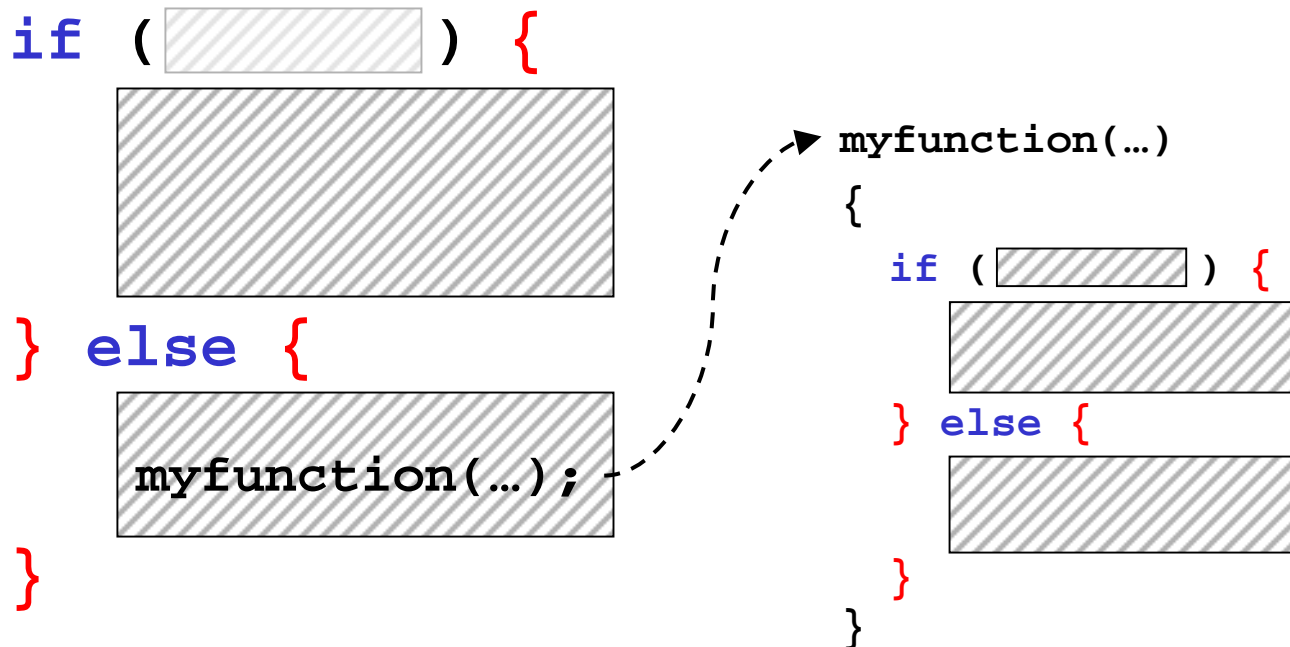 if ( ) {
} else {
myfunction(…);
}
myfunction(…)
{
if ( ) {
} else {
}
}